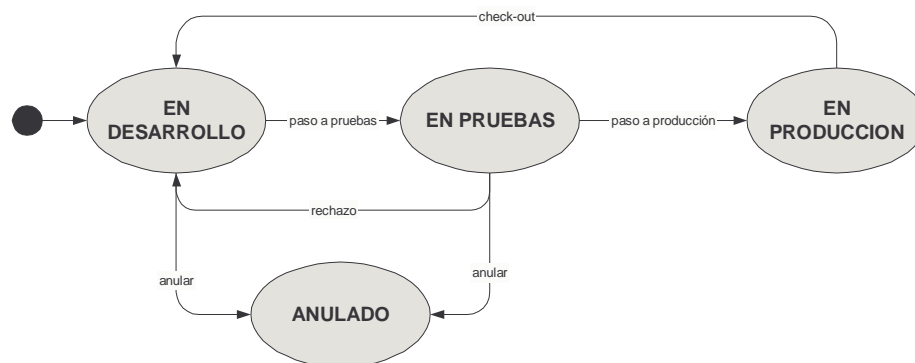 check-out
EN
DESARROLLO
paso a pruebas
EN PRUEBAS
paso a producción
EN
PRODUCCION
rechazo
anular
anular
ANULADO